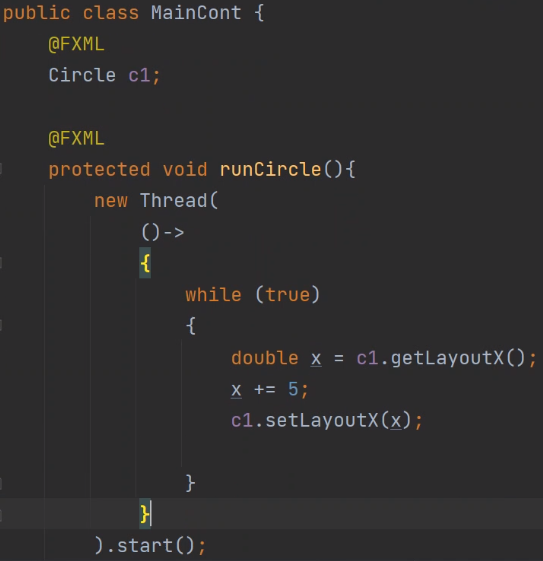 public class MainCont {
@FXML
Circle c1;
@FXML
protected void runCircle(){
new Thread(
()->
{
while (true)
{
double x = c1.getLayoutX();
x += 5;
c1.setLayoutX(x);
}
}
).start();